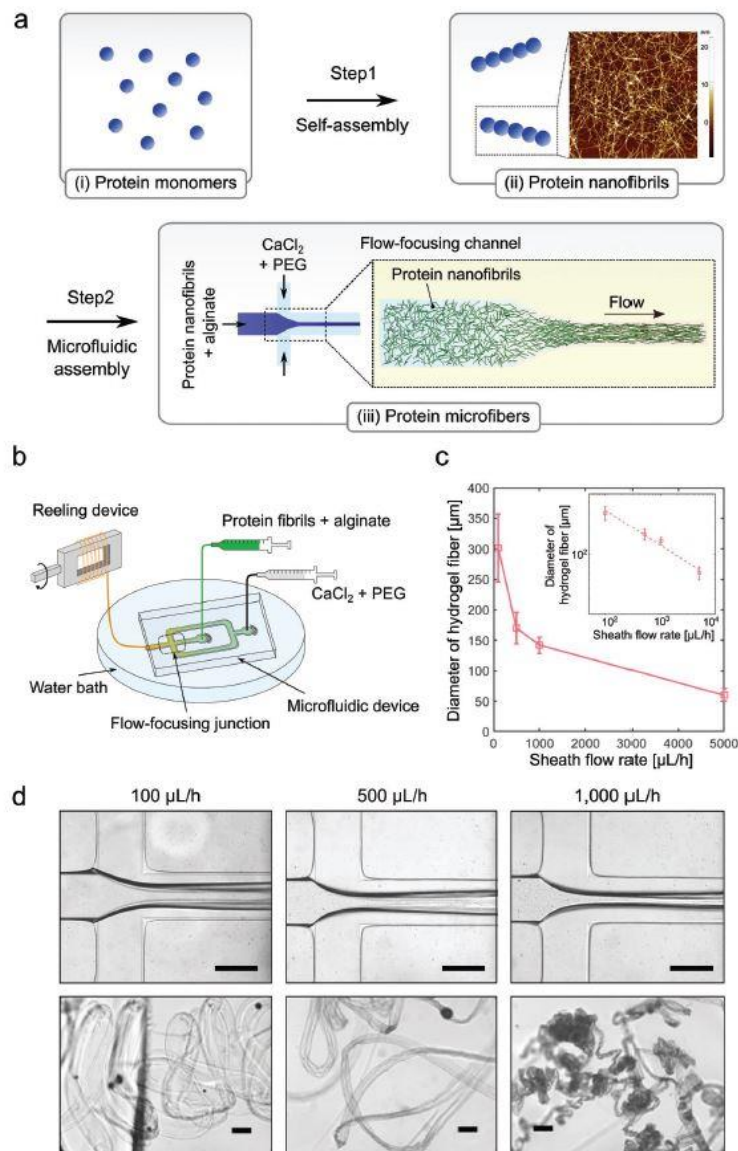 a
Step1
Self-assembly
(i) Protein monomers
20
10
0
(ii) Protein nanofibrils
Step2
Microfluidic
assembly
CaCl₂
+ PEG
Protein nanofibrils
+ alginate
Flow-focusing channel
Protein nanofibrils
Flow
(iii) Protein microfibers
b
Reeling device
Protein fibrils + alginate
CaCl₂ + PEG
Water bath
Microfluidic device
Flow-focusing junction
c
Diameter of hydrogel fiber [µm]
400
350
300
250
200
150
100
50
0
0
1000
2000
3000
4000
5000
Sheath flow rate [µL/h]
Diameter of
hydrogel fiber [µm]
10²
10²
10³
10⁴
Sheath flow rate [µL/h]
d
100 µL/h
500 µL/h
1,000 µL/h